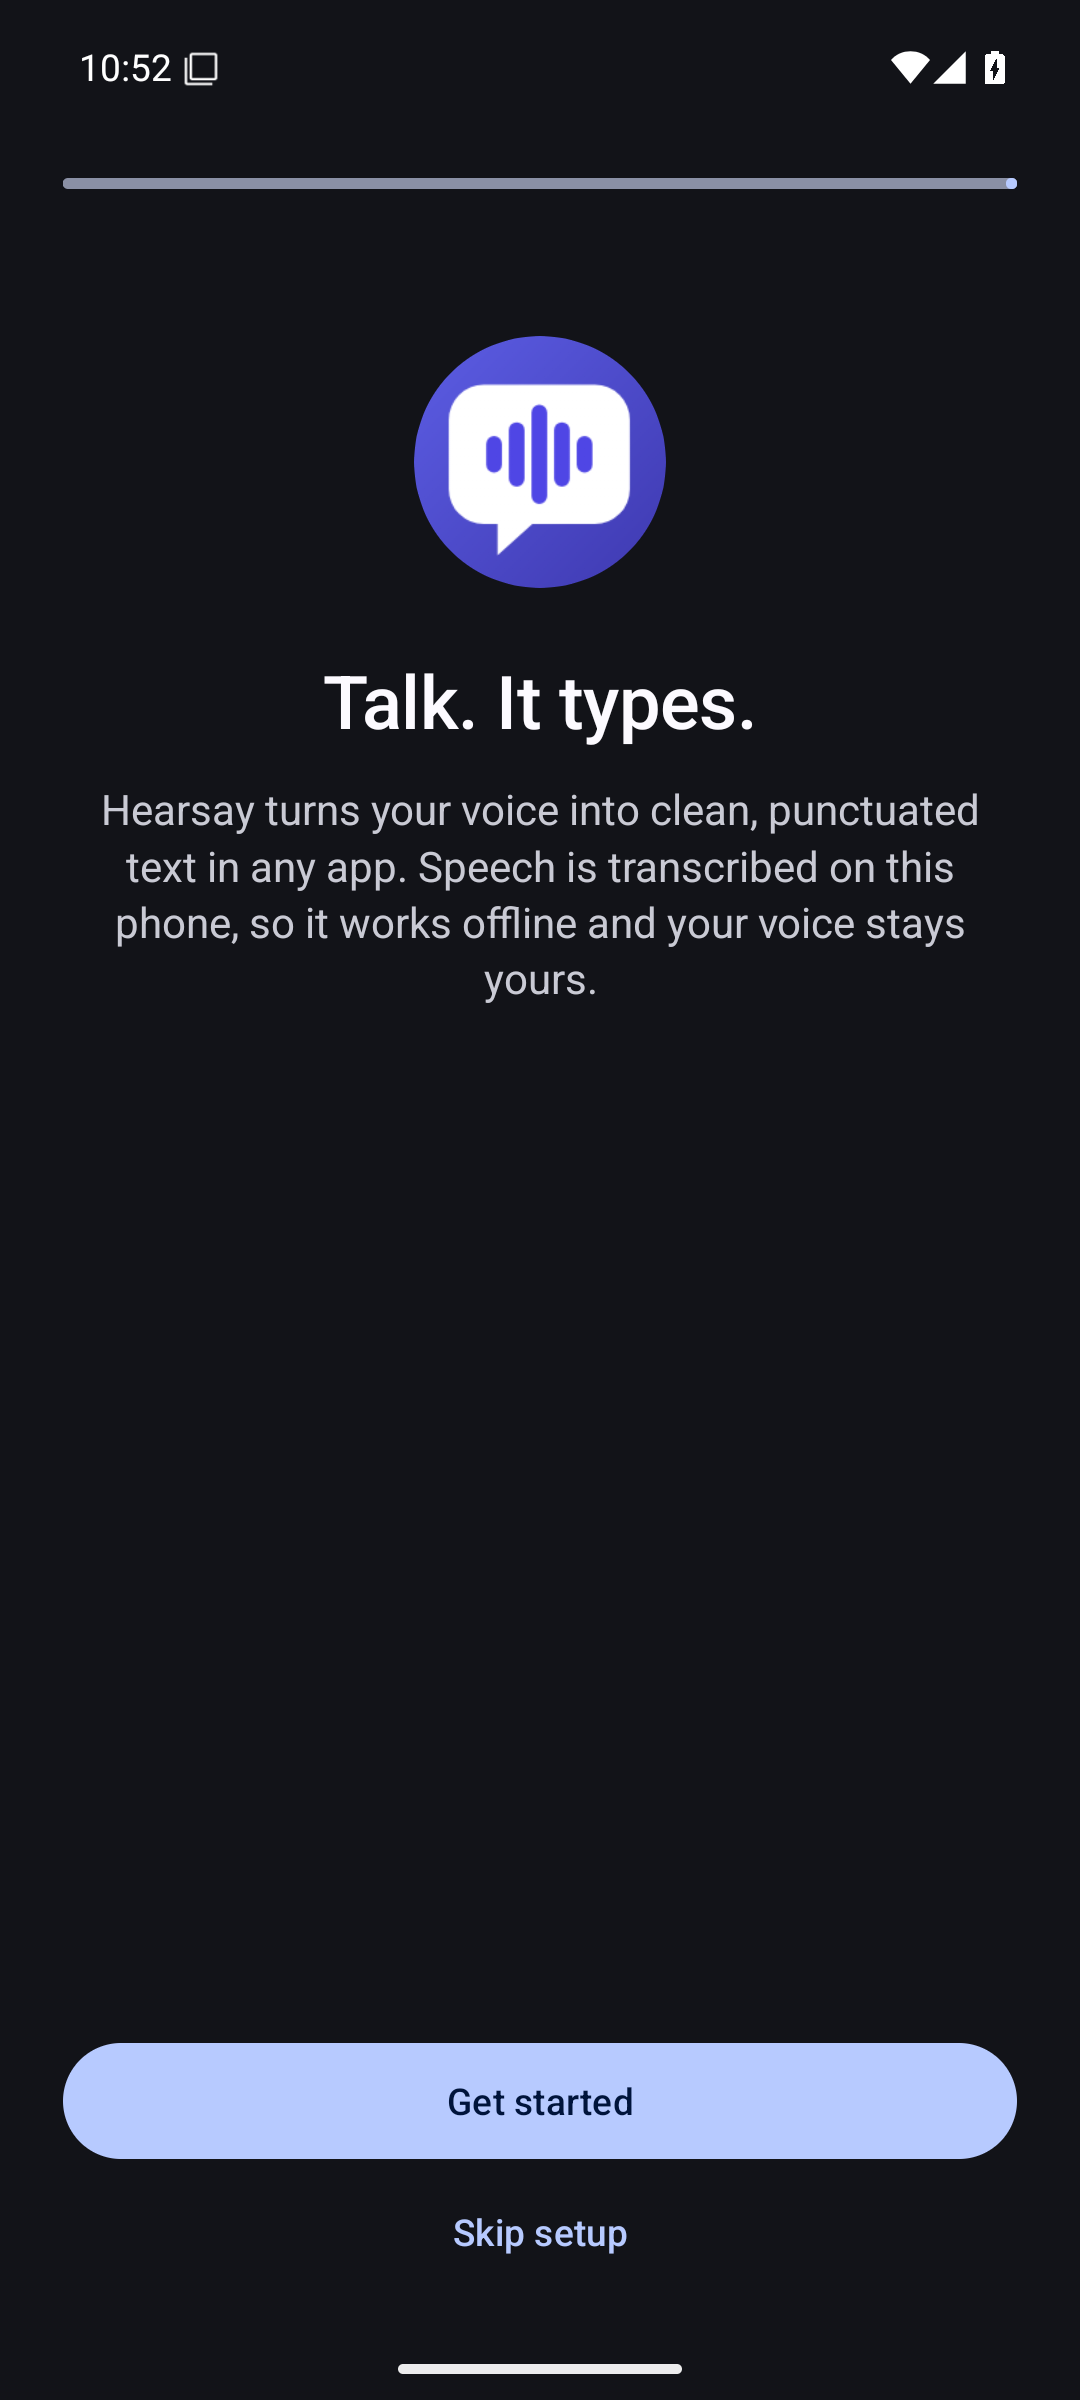 10:52
Talk. It types.
Hearsay turns your voice into clean, punctuated
text in any app. Speech is transcribed on this
phone, so it works offline and your voice stays
yours.
Get started
Skip setup